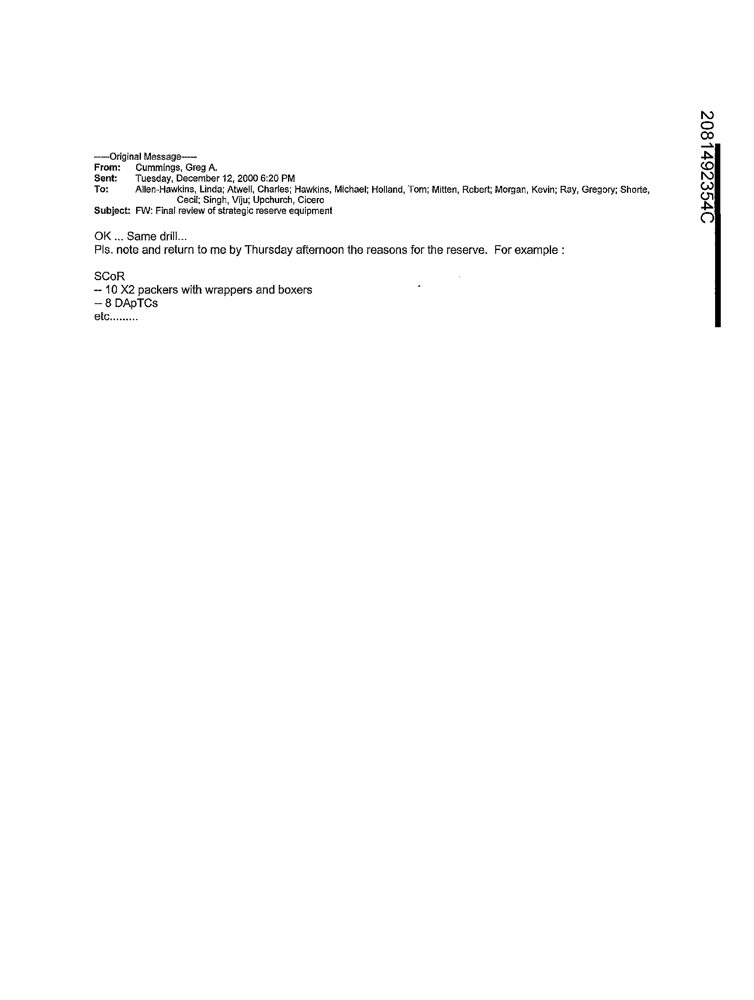 -----Original Message-----
From: Cummings, Greg A.
Sent: Tuesday, December 12, 2000 6:20 PM
To: Allen-Hawkins, Linda; Atwell, Charles; Hawkins, Michael; Holland, Tom; Mitten, Robert; Morgan, Kevin; Ray, Gregory; Shorte,
Cecil; Singh, Viju; Upchurch, Cicero
Subject: FW: Final review of strategic reserve equipment
OK ... Same drill...
Pls. note and return to me by Thursday afternoon the reasons for the reserve. For example :
SCoR
-- 10 X2 packers with wrappers and boxers
-- 8 DApTCs
etc.........
2081492354C